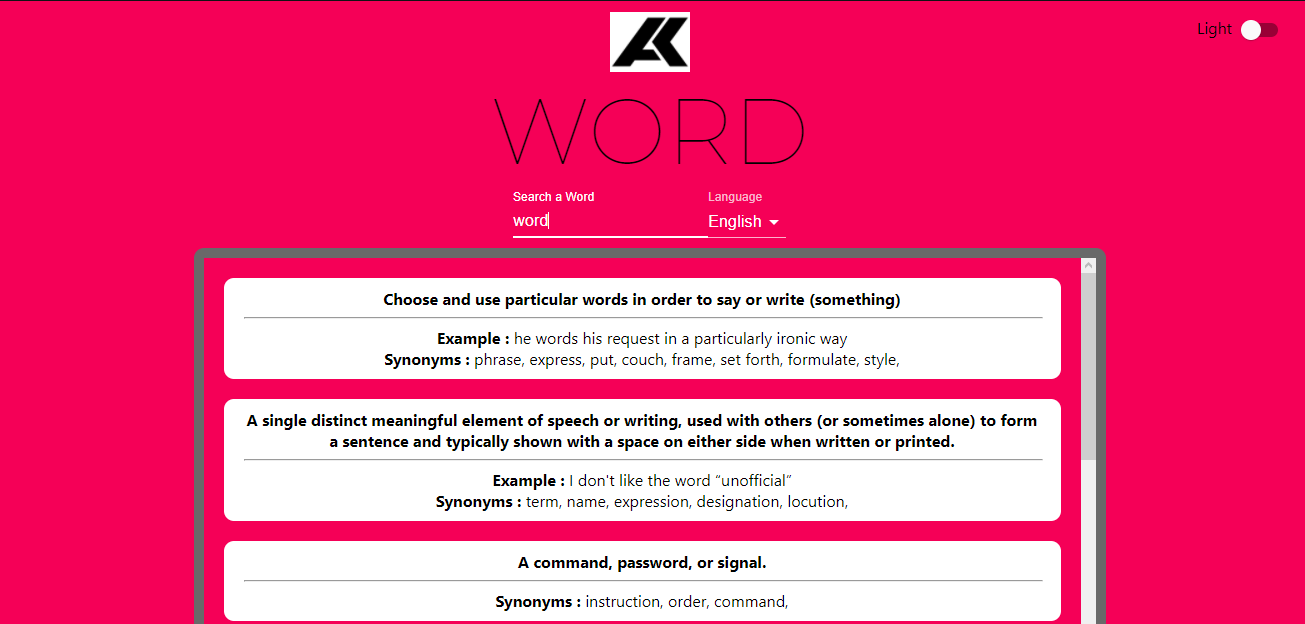 AK
Light
WORD
Search a Word
Language
word
English
Choose and use particular words in order to say or write (something)
Example : he words his request in a particularly ironic way
Synonyms : phrase, express, put, couch, frame, set forth, formulate, style,
A single distinct meaningful element of speech or writing, used with others (or sometimes alone) to form
a sentence and typically shown with a space on either side when written or printed.
Example : I don't like the word “unofficial”
Synonyms : term, name, expression, designation, locution,
A command, password, or signal.
Synonyms : instruction, order, command,